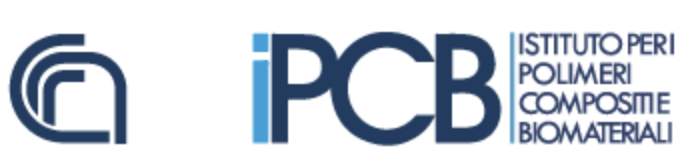 iPCB
ISTITUTO PER I
POLIMERI
COMPOSITI E
BIOMATERIALI